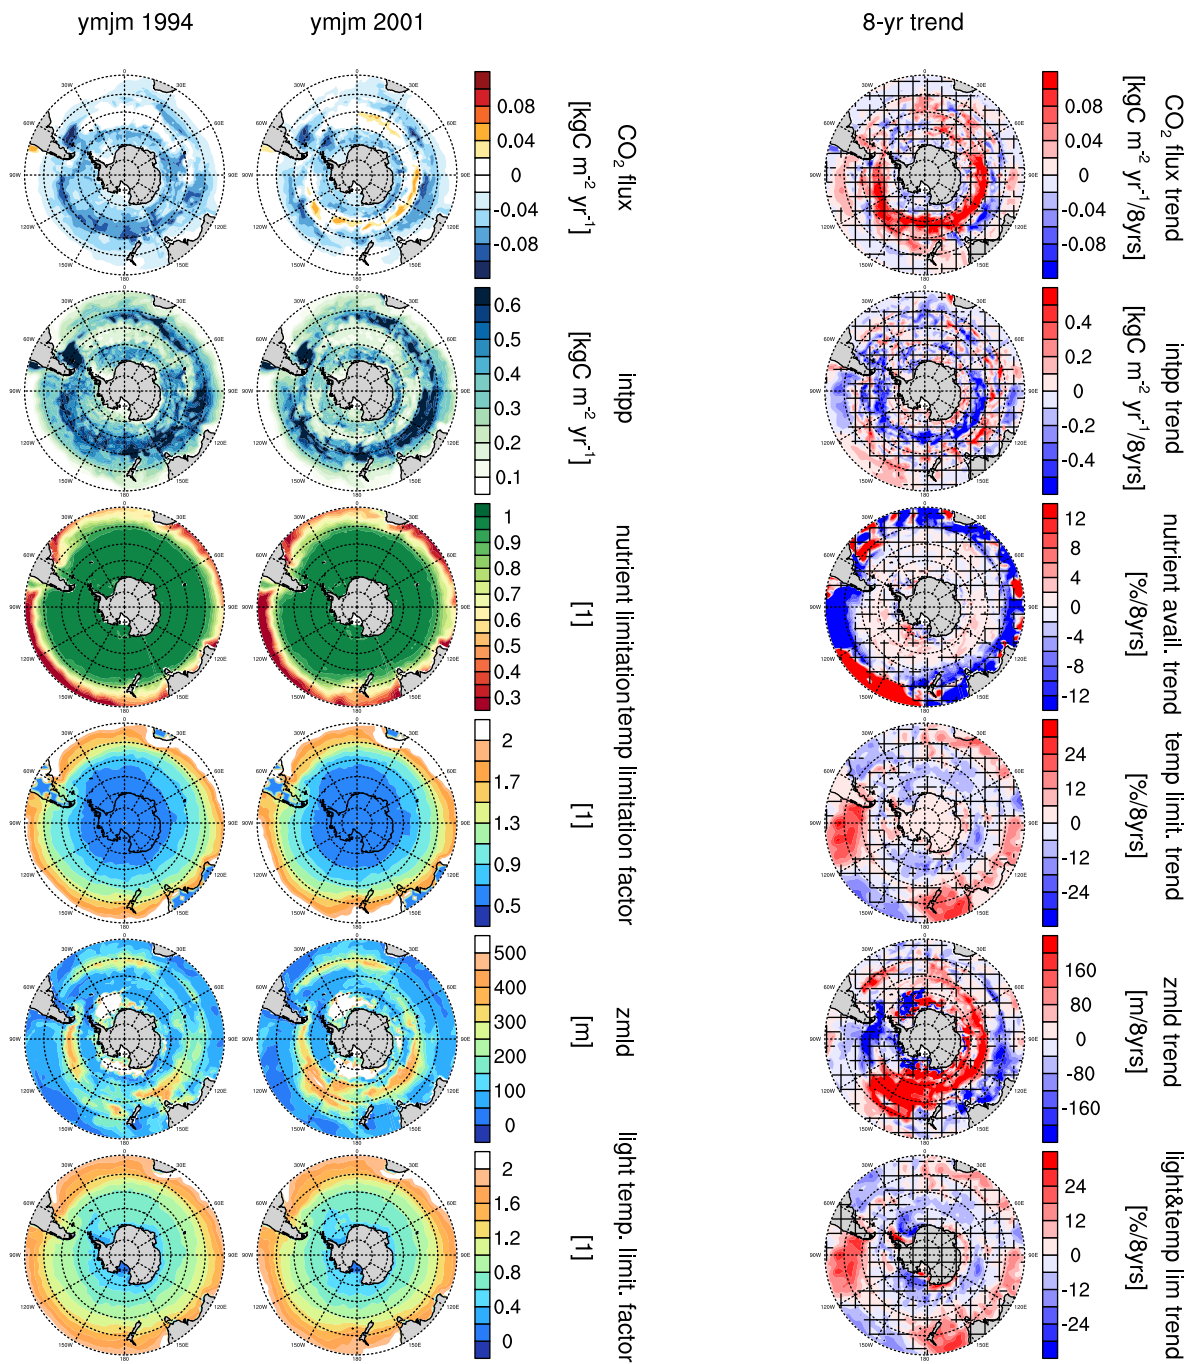 ymjm 1994
ymjm 2001
8-yr trend
0.08
0.04
0
-0.04
-0.08
CO₂ flux
[kgC m⁻² yr⁻¹]
0.08
0.04
0
-0.04
-0.08
CO₂ flux trend
[kgC m⁻² yr⁻¹/8yrs]
0.6
0.5
0.4
0.3
0.2
0.1
intpp
[kgC m⁻² yr⁻¹]
0.4
0.2
0
-0.2
-0.4
intpp trend
[kgC m⁻² yr⁻¹/8yrs]
1
0.9
0.8
0.7
0.6
0.5
0.4
0.3
nutrient limitation
[1]
12
8
4
0
-4
-8
-12
nutrient avail. trend
[%/8yrs]
2
1.7
1.3
0.9
0.5
temp limitation factor
[1]
24
12
0
-12
-24
temp limit. trend
[%/8yrs]
500
400
300
200
100
0
zmld
[m]
160
80
0
-80
-160
zmld trend
[m/8yrs]
2
1.6
1.2
0.8
0.4
0
light temp. limit. factor
[1]
24
12
0
-12
-24
light&temp lim trend
[%/8yrs]